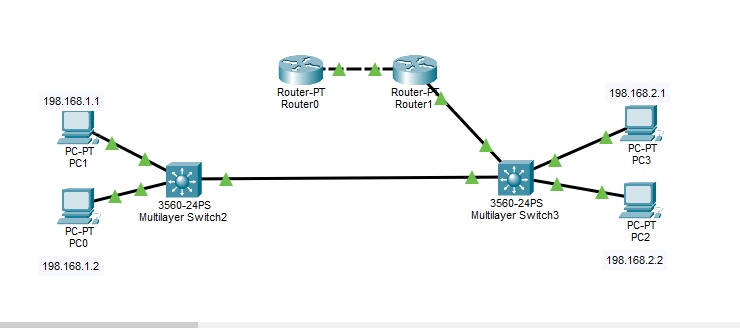 Router-PT
Router0
Router-PT
Router1
198.168.1.1
PC-PT
PC1
3560-24PS
Multilayer Switch2
PC-PT
PC0
198.168.1.2
198.168.2.1
PC-PT
PC3
3560-24PS
Multilayer Switch3
PC-PT
PC2
198.168.2.2